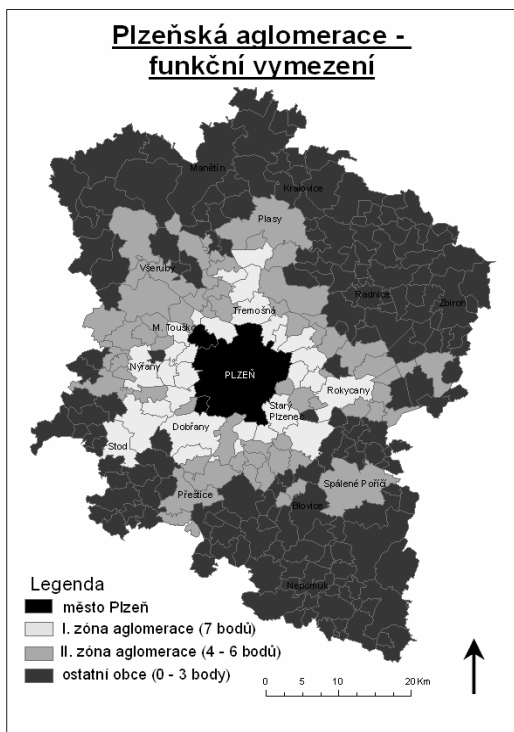 Plzeňská aglomerace -
funkční vymezení
Manětín
Kralovice
Plasy
Všeruby
Radnice
Zbiroh
Třemošná
M. Touško
Nýřany
PLZEŇ
Rokycany
Starý
Plzenec
Dobřany
Stod
Přeštice
Spálené Poříčí
Blovice
Nepomuk
Legenda
město Plzeň
I. zóna aglomerace (7 bodů)
II. zóna aglomerace (4 - 6 bodů)
ostatní obce (0 - 3 body)
0 5 10 20 Km